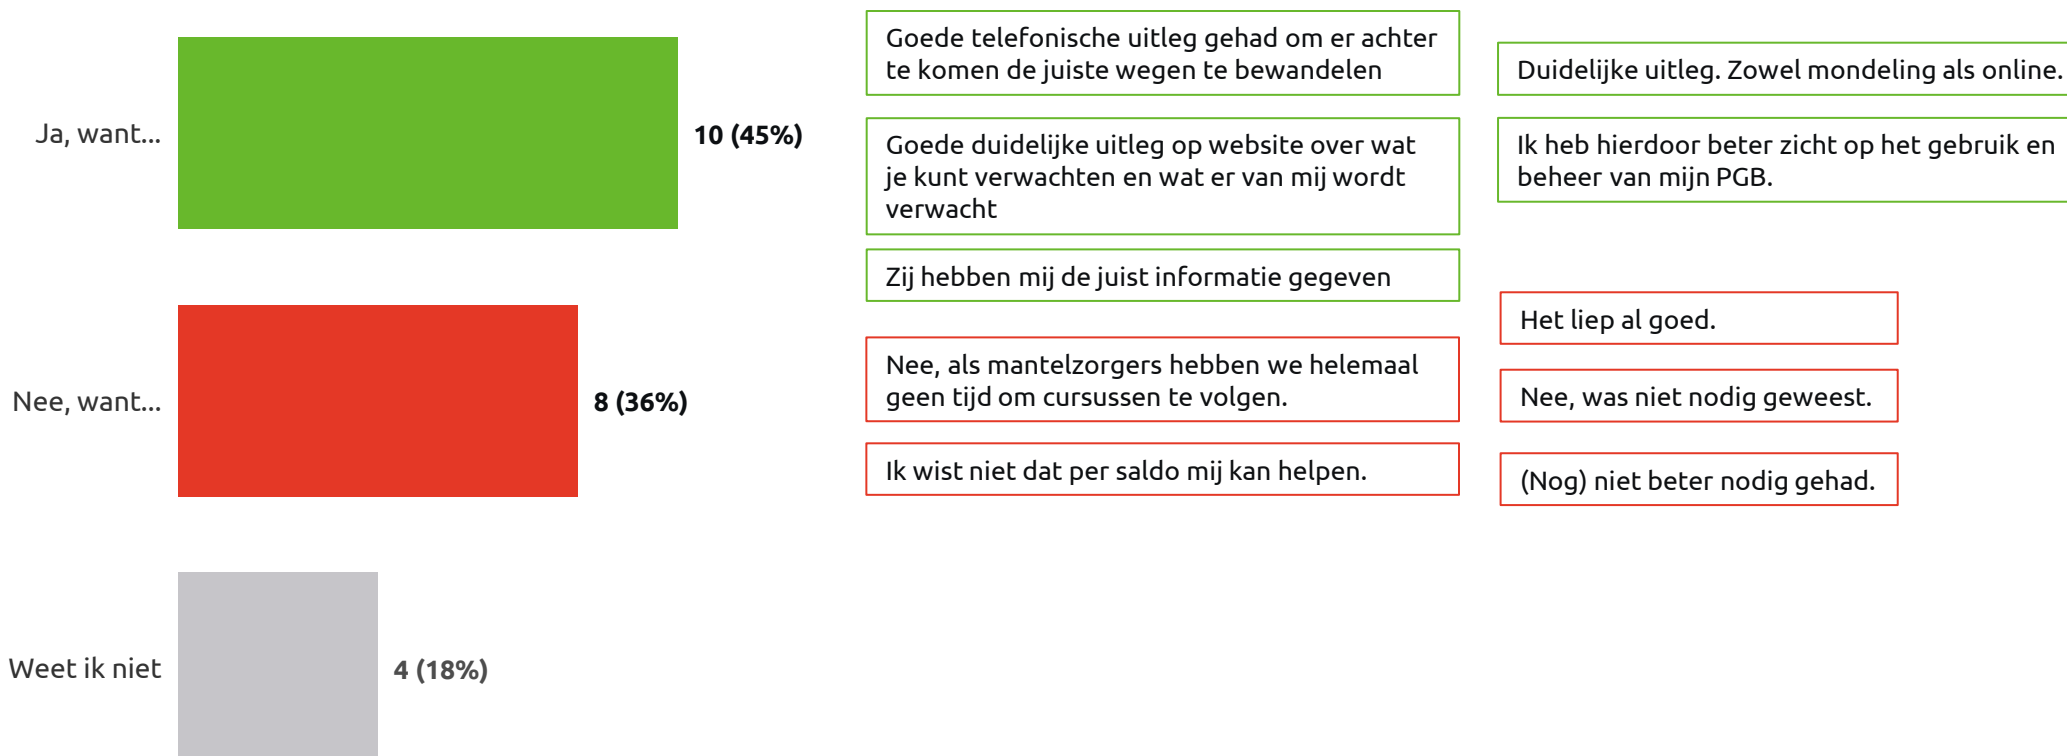 Ja, want...
10 (45%)
Goede telefonische uitleg gehad om er achter
te komen de juiste wegen te bewandelen
Duidelijke uitleg. Zowel mondeling als online.
Goede duidelijke uitleg op website over wat
je kunt verwachten en wat er van mij wordt
verwacht
Ik heb hierdoor beter zicht op het gebruik en
beheer van mijn PGB.
Zij hebben mij de juist informatie gegeven
Nee, want...
8 (36%)
Nee, als mantelzorgers hebben we helemaal
geen tijd om cursussen te volgen.
Ik wist niet dat per saldo mij kan helpen.
Het liep al goed.
Nee, was niet nodig geweest.
(Nog) niet beter nodig gehad.
Weet ik niet
4 (18%)